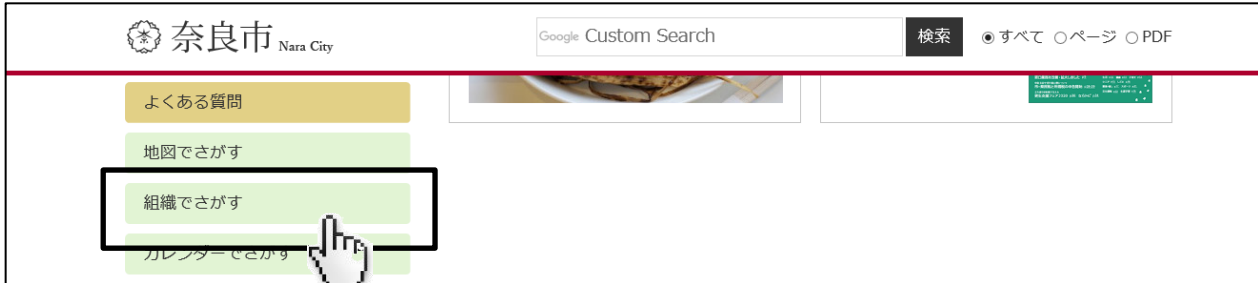 奈良市 Nara City
Google Custom Search
検索
すべて ページ PDF
よくある質問
地図でさがす
組織でさがす
カレンダーでさがす